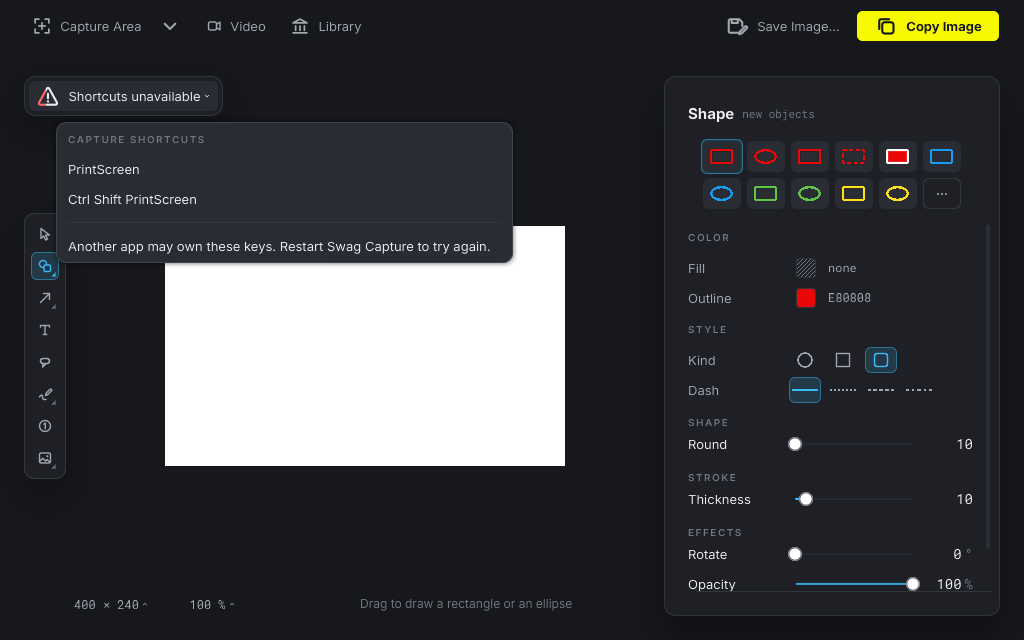 Capture Area
Video
Library
Save Image...
Copy Image
Shortcuts unavailable
CAPTURE SHORTCUTS
PrintScreen
Ctrl Shift PrintScreen
Another app may own these keys. Restart Swag Capture to try again.
Shape new objects
...
COLOR
Fill none
Outline E80808
STYLE
Kind
Dash
SHAPE
Round 10
STROKE
Thickness 10
EFFECTS
Rotate 0 °
Opacity 100 %
T
1
400 × 240
100 %
Drag to draw a rectangle or an ellipse